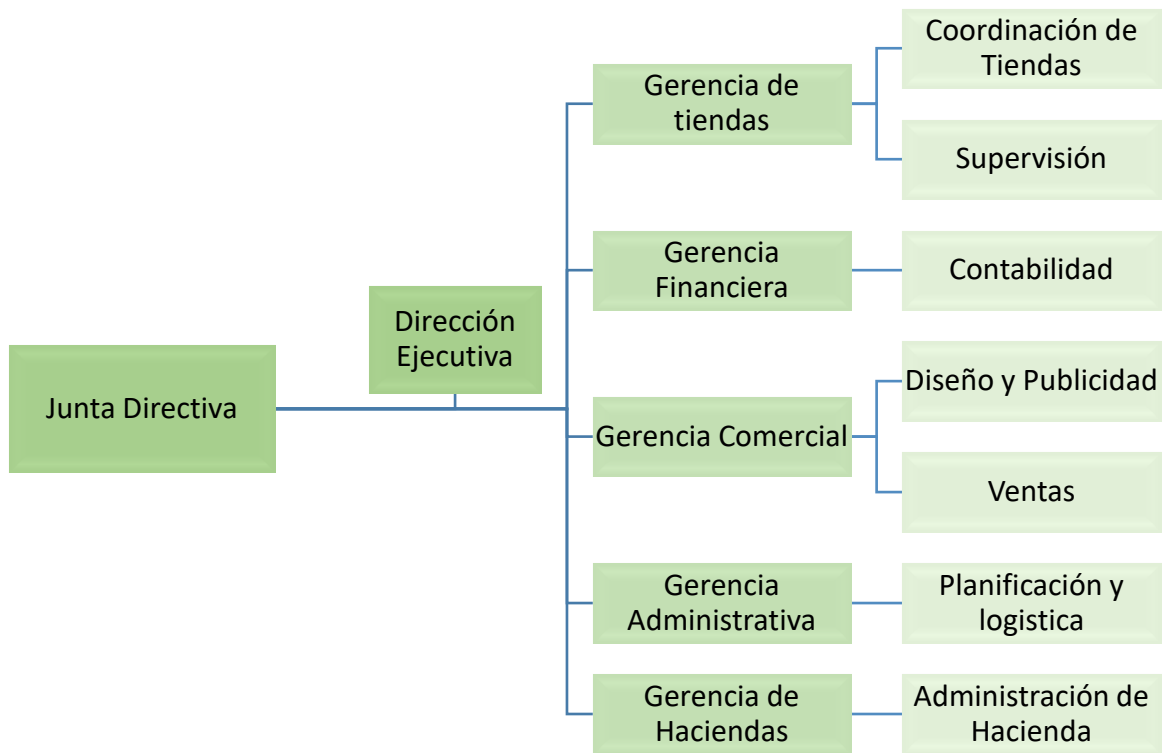 Junta Directiva
Dirección
Ejecutiva
Gerencia de
tiendas
Coordinación de
Tiendas
Supervisión
Gerencia
Financiera
Contabilidad
Gerencia Comercial
Diseño y Publicidad
Ventas
Gerencia
Administrativa
Planificación y
logistica
Gerencia de
Haciendas
Administración de
Hacienda